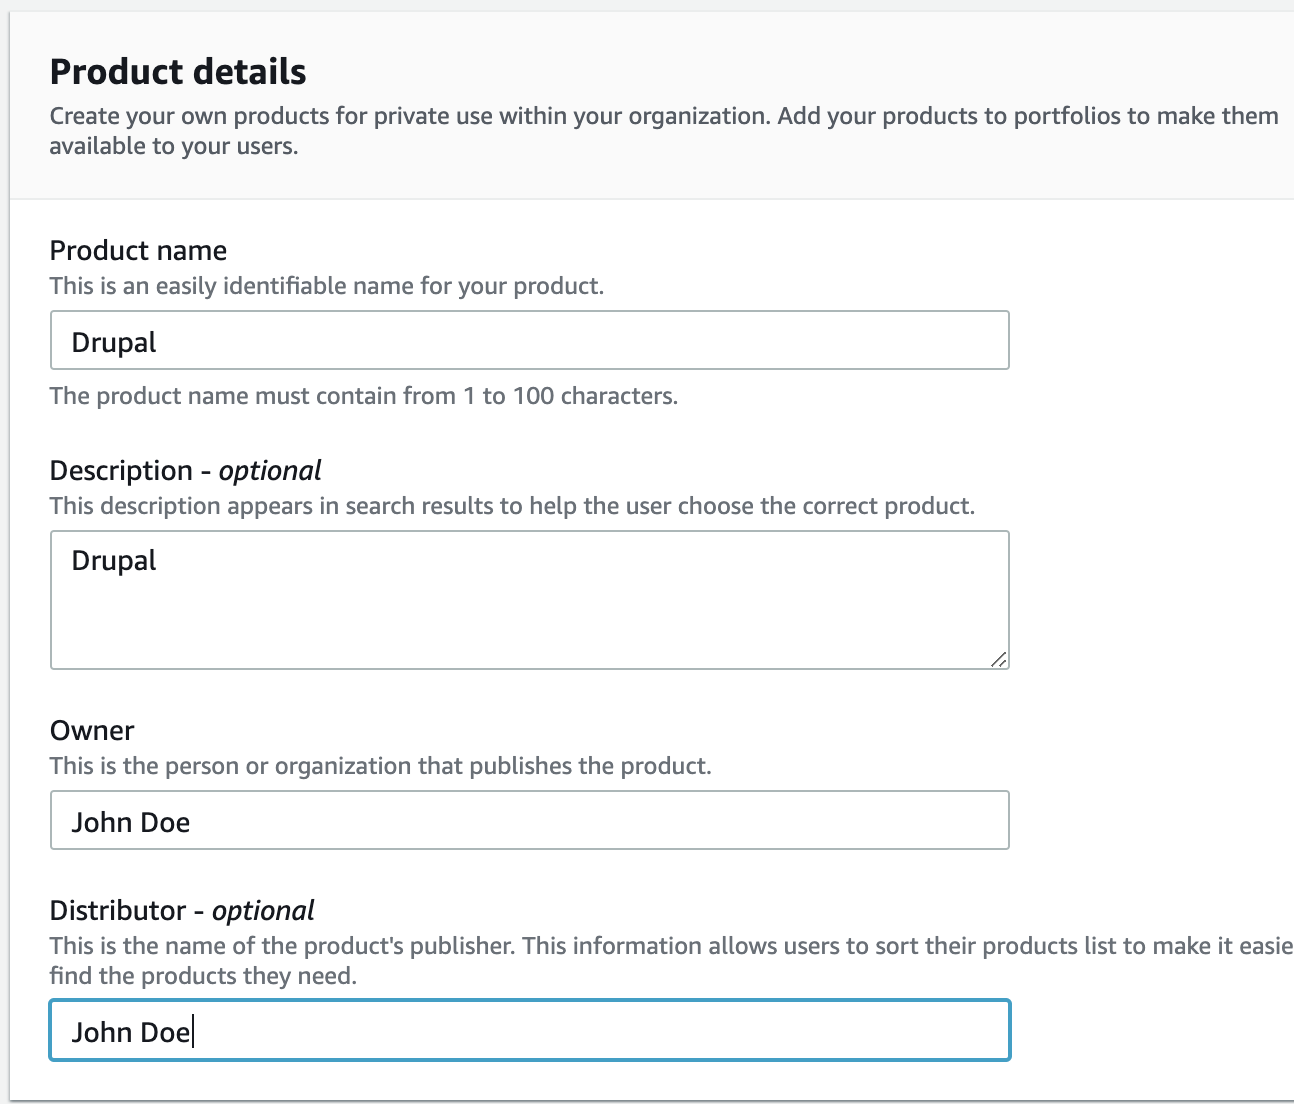 Product details
Create your own products for private use within your organization. Add your products to portfolios to make them
available to your users.
Product name
This is an easily identifiable name for your product.
Drupal
The product name must contain from 1 to 100 characters.
Description - optional
This description appears in search results to help the user choose the correct product.
Drupal
Owner
This is the person or organization that publishes the product.
John Doe
Distributor - optional
This is the name of the product's publisher. This information allows users to sort their products list to make it easie
find the products they need.
John Doe